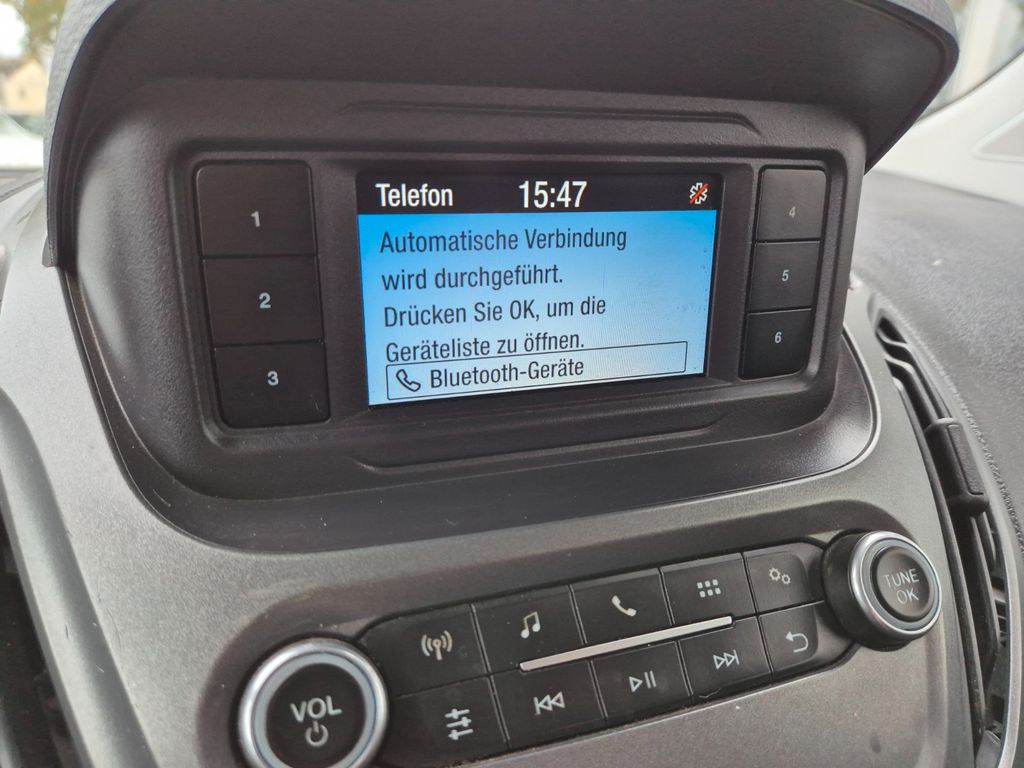 Telefon 15:47
Automatische Verbindung
wird durchgeführt.
Drücken Sie OK, um die
Geräteliste zu öffnen.
Bluetooth-Geräte
1
2
3
4
5
6
VOL
TUNE
OK